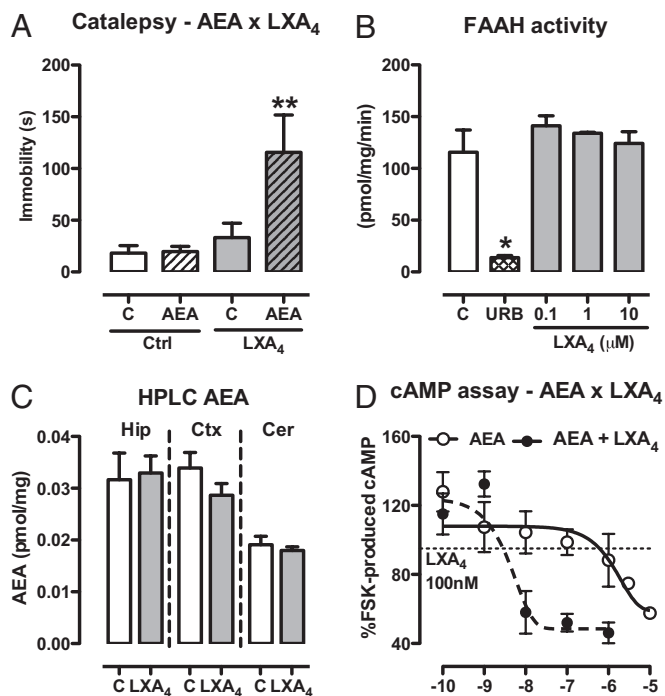 A Catalepsy - AEA x LXA₄
Immobility (s)
200
150
100
50
0
**
C AEA C AEA
Ctrl LXA₄
B FAAH activity
(pmol/mg/min)
200
150
100
50
0
*
C URB 0.1 1 10
LXA₄ (μM)
C HPLC AEA
Hip Ctx Cer
AEA (pmol/mg)
0.04
0.03
0.02
0.01
0.00
C LXA₄ C LXA₄ C LXA₄
D cAMP assay - AEA x LXA₄
AEA AEA + LXA₄
%FSK-produced cAMP
160
120
80
40
LXA₄
100nM
-10 -9 -8 -7 -6 -5